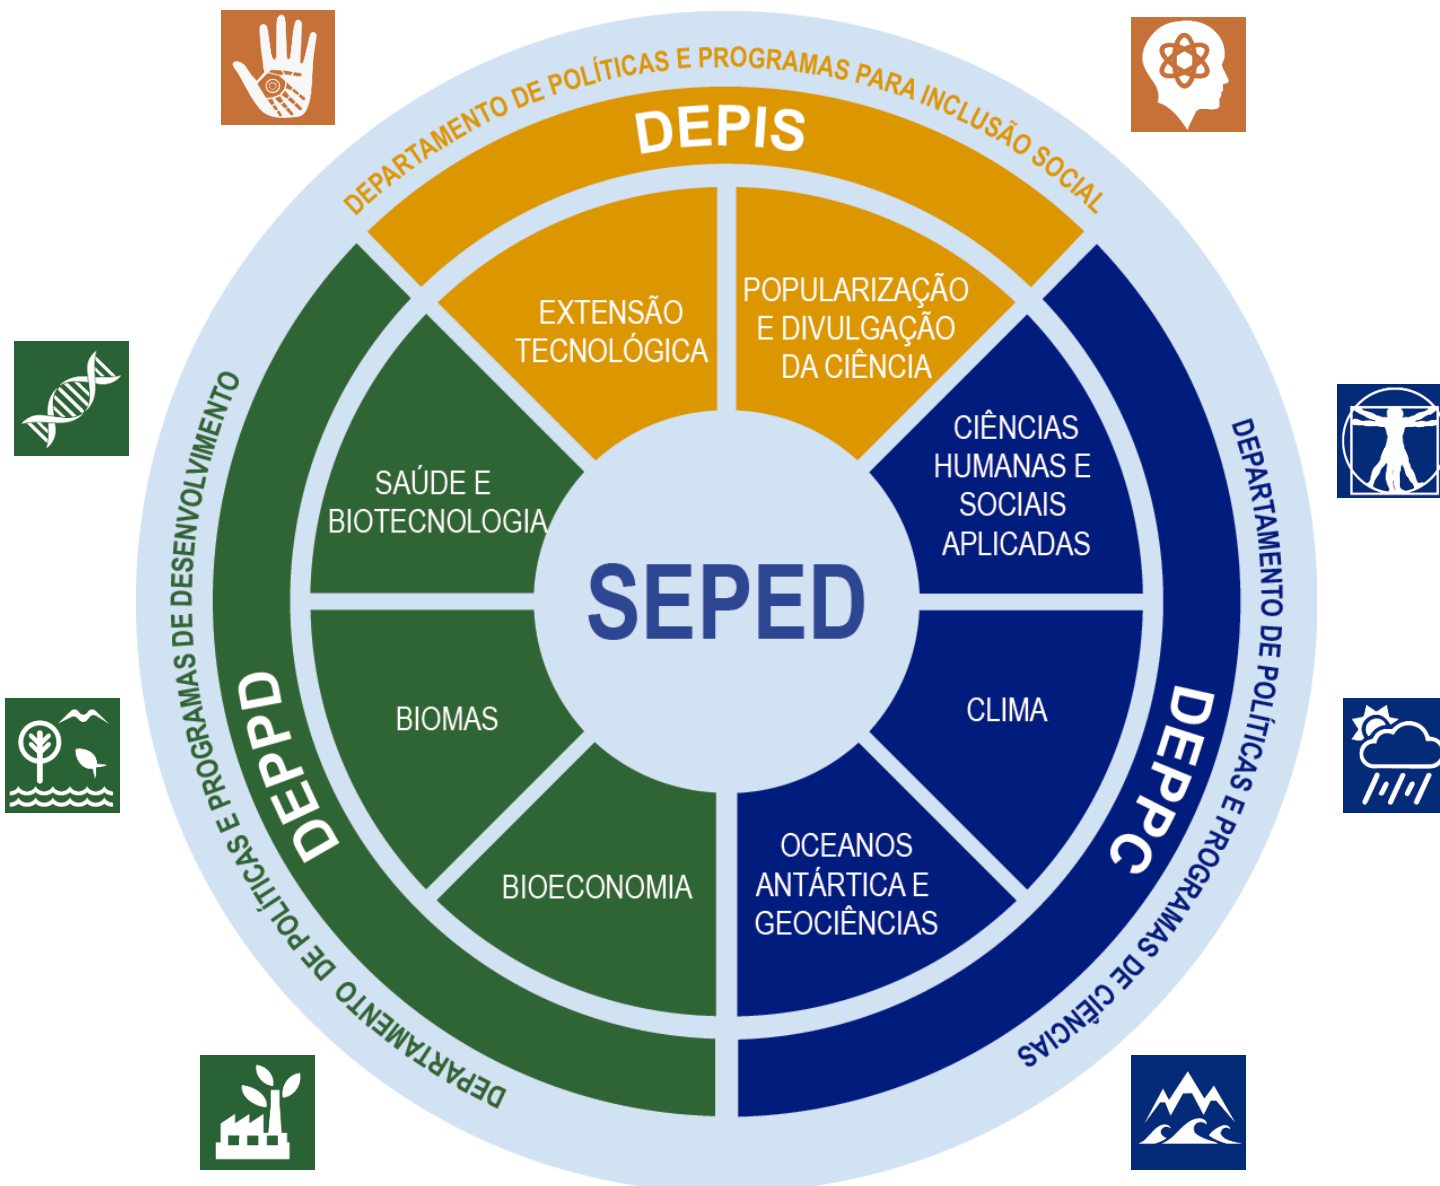 DEPARTAMENTO DE POLÍTICAS E PROGRAMAS PARA INCLUSÃO SOCIAL
DEPIS
EXTENSÃO
TECNOLÓGICA
POPULARIZAÇÃO
E DIVULGAÇÃO
DA CIÊNCIA
CIÊNCIAS
HUMANAS E
SOCIAIS
APLICADAS
CLIMA
OCEANOS
ANTÁRTICA E
GEOCIÊNCIAS
DEPPC
DEPARTAMENTO DE POLÍTICAS E PROGRAMAS DE CIÊNCIAS
SAÚDE E
BIOTECNOLOGIA
BIOMAS
BIOECONOMIA
DEPPD
DEPARTAMENTO DE POLÍTICAS E PROGRAMAS DE DESENVOLVIMENTO
SEPED